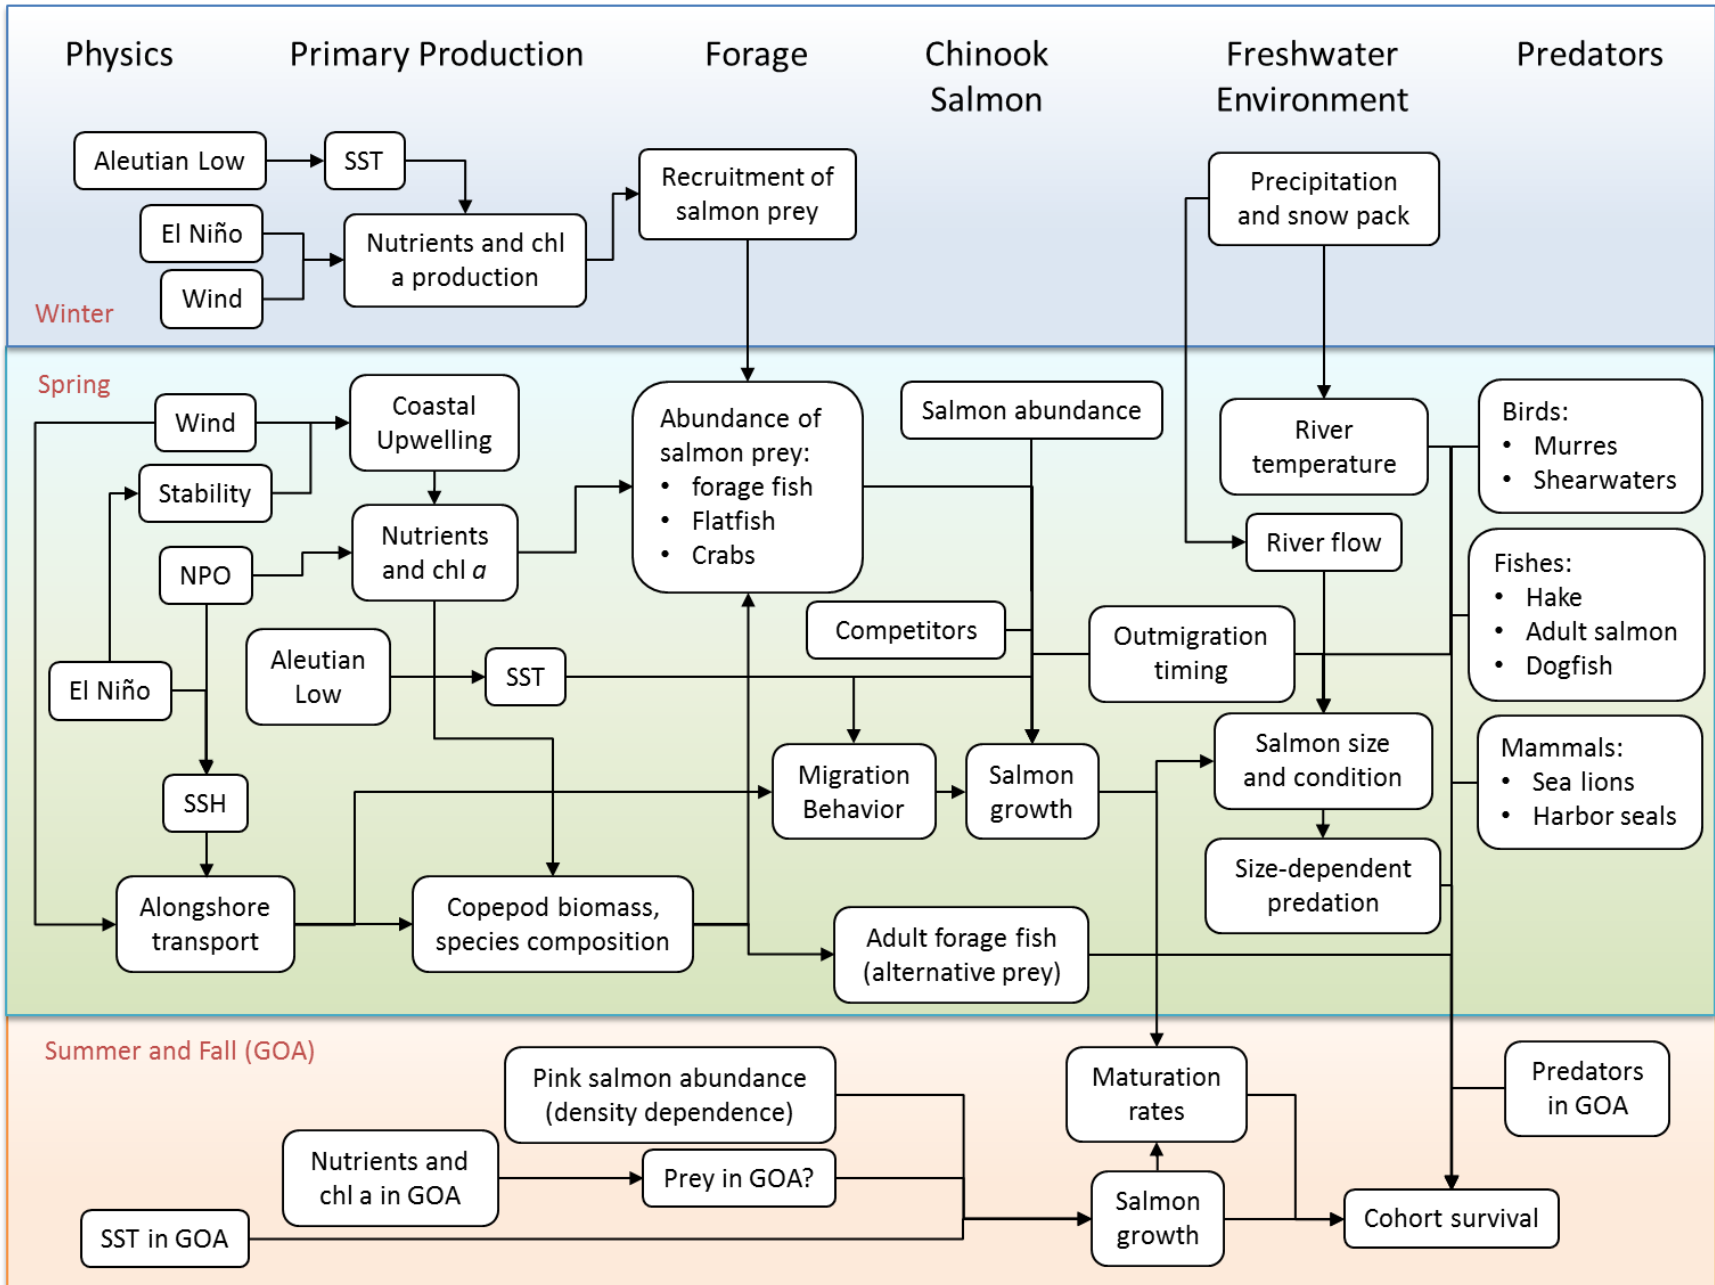 Physics
Primary Production
Forage
Chinook
Salmon
Freshwater
Environment
Predators
Aleutian Low
SST
El Niño
Wind
Nutrients and chl
a production
Recruitment of
salmon prey
Precipitation
and snow pack
Winter
Spring
Wind
Stability
NPO
El Niño
SSH
Alongshore
transport
Coastal
Upwelling
Nutrients
and chl a
Aleutian
Low
SST
Copepod biomass,
species composition
Abundance of
salmon prey:
• forage fish
• Flatfish
• Crabs
Salmon abundance
Competitors
Migration
Behavior
Salmon
growth
Adult forage fish
(alternative prey)
Outmigration
timing
River
temperature
River flow
Salmon size
and condition
Size-dependent
predation
Birds:
• Murres
• Shearwaters
Fishes:
• Hake
• Adult salmon
• Dogfish
Mammals:
• Sea lions
• Harbor seals
Summer and Fall (GOA)
Pink salmon abundance
(density dependence)
Nutrients and
chl a in GOA
Prey in GOA?
SST in GOA
Maturation
rates
Salmon
growth
Predators
in GOA
Cohort survival